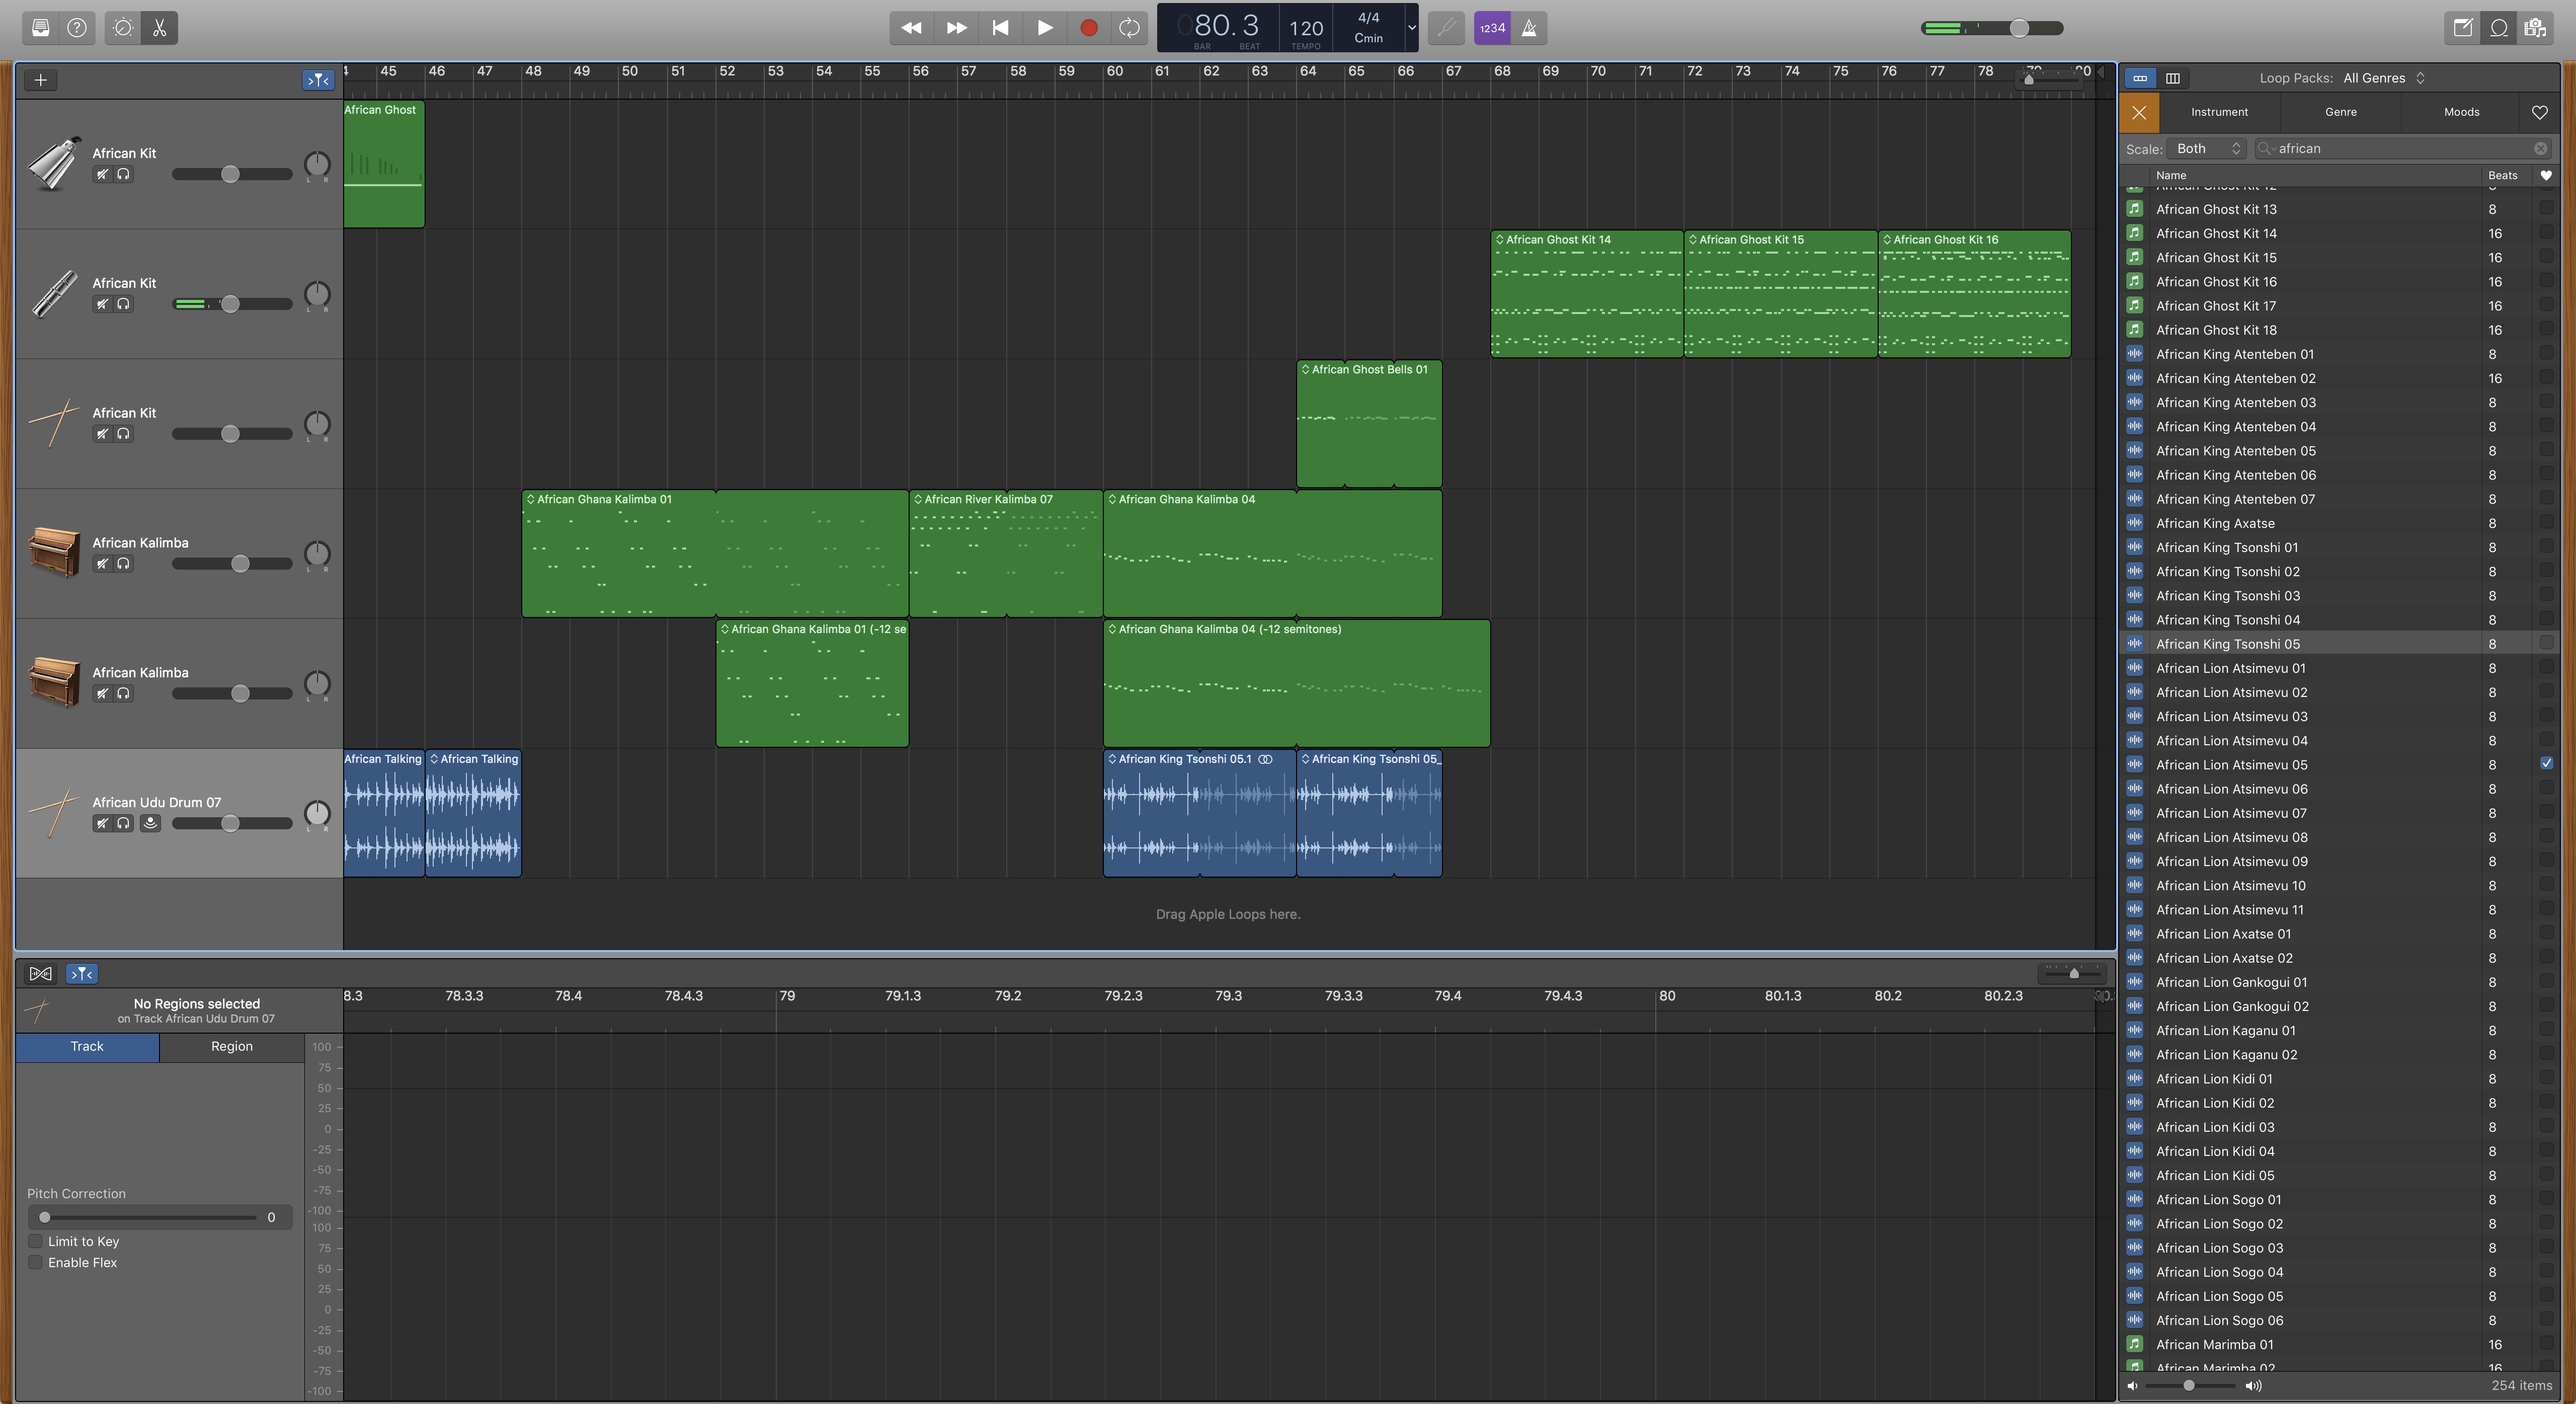 80.3 120 4/4
BAR BEAT TEMPO Cmin
1234
45 46 47 48 49 50 51 52 53 54 55 56 57 58 59 60 61 62 63 64 65 66 67 68 69 70 71 72 73 74 75 76 77 78
African Kit
L R
African Ghost
African Kit
L R
African Ghost Kit 14
African Ghost Kit 15
African Ghost Kit 16
African Kit
L R
African Ghost Bells 01
African Kalimba
L R
African Ghana Kalimba 01
African River Kalimba 07
African Ghana Kalimba 04
African Kalimba
L R
African Ghana Kalimba 01 (-12 se
African Ghana Kalimba 04 (-12 semitones)
African Udu Drum 07
L R
African Talking
African Talking
African King Tsonshi 05.1
African King Tsonshi 05_
Drag Apple Loops here.
No Regions selected
on Track African Udu Drum 07
Track Region
Pitch Correction
0
Limit to Key
Enable Flex
8.3 78.3.3 78.4 78.4.3 79 79.1.3 79.2 79.2.3 79.3 79.3.3 79.4 79.4.3 80 80.1.3 80.2 80.2.3
100
75
50
25
0
-25
-50
-75
-100
100
75
50
25
0
-25
-50
-75
-100
Loop Packs: All Genres
Instrument Genre Moods
Scale: Both african
Name Beats
African Ghost Kit 12 8
African Ghost Kit 13 8
African Ghost Kit 14 16
African Ghost Kit 15 16
African Ghost Kit 16 16
African Ghost Kit 17 16
African Ghost Kit 18 16
African King Atenteben 01 8
African King Atenteben 02 16
African King Atenteben 03 8
African King Atenteben 04 8
African King Atenteben 05 8
African King Atenteben 06 8
African King Atenteben 07 8
African King Axatse 8
African King Tsonshi 01 8
African King Tsonshi 02 8
African King Tsonshi 03 8
African King Tsonshi 04 8
African King Tsonshi 05 8
African Lion Atsimevu 01 8
African Lion Atsimevu 02 8
African Lion Atsimevu 03 8
African Lion Atsimevu 04 8
African Lion Atsimevu 05 8
African Lion Atsimevu 06 8
African Lion Atsimevu 07 8
African Lion Atsimevu 08 8
African Lion Atsimevu 09 8
African Lion Atsimevu 10 8
African Lion Atsimevu 11 8
African Lion Axatse 01 8
African Lion Axatse 02 8
African Lion Gankogui 01 8
African Lion Gankogui 02 8
African Lion Kaganu 01 8
African Lion Kaganu 02 8
African Lion Kidi 01 8
African Lion Kidi 02 8
African Lion Kidi 03 8
African Lion Kidi 04 8
African Lion Kidi 05 8
African Lion Sogo 01 8
African Lion Sogo 02 8
African Lion Sogo 03 8
African Lion Sogo 04 8
African Lion Sogo 05 8
African Lion Sogo 06 8
African Marimba 01 16
African Marimba 02 16
254 items